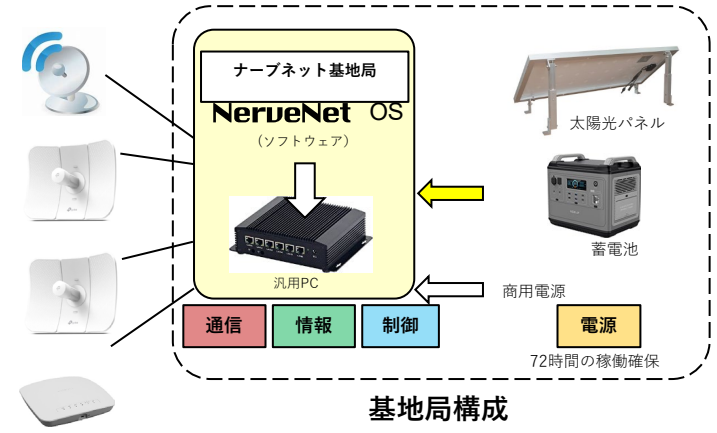 ナーブネット基地局
NerveNet OS
（ソフトウェア）
太陽光パネル
蓄電池
汎用PC
商用電源
通信
情報
制御
電源
72時間の稼働確保
基地局構成